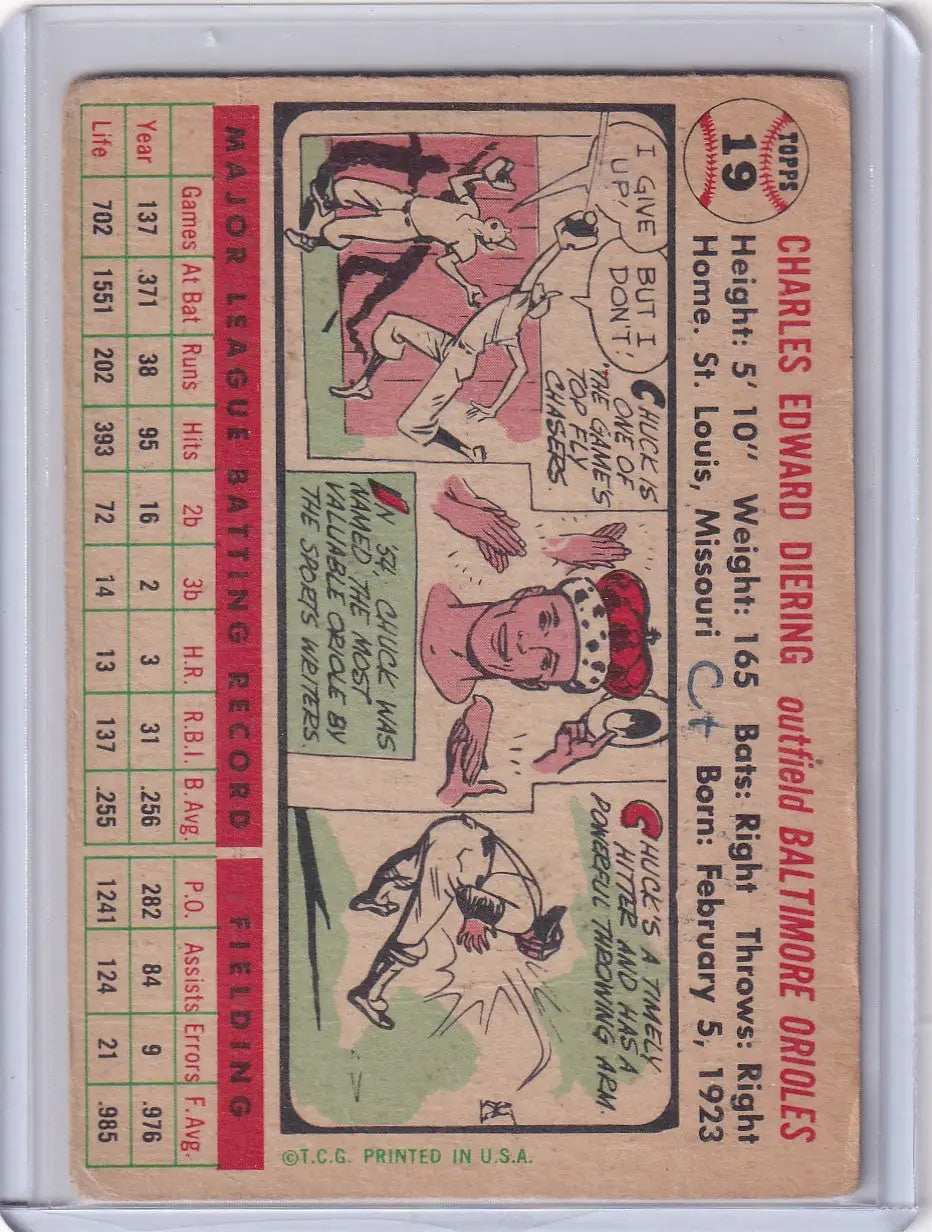 TOPPS
19
CHARLES EDWARD DIERING outfield BALTIMORE ORIOLES
Height: 5' 10" Weight: 165 Bats: Right Throws: Right
Home. St. Louis, Missouri Cf Born: February 5, 1923
I GIVE
UP,
BUT I
DON'T.
CHUCK IS
ONE OF
THE GAME'S
TOP FLY
CHASERS.
IN '54, CHUCK WAS
NAMED THE MOST
VALUABLE ORIOLE BY
THE SPORTS WRITERS.
CHUCK'S A TIMELY
HITTER AND HAS A
POWERFUL THROWING ARM.
MAJOR LEAGUE BATTING RECORD FIELDING
Games At Bat Runs Hits 2b 3b H.R. R.B.I. B.Avg. P.O. Assists Errors F.Avg.
Year 137 .371 38 95 16 2 3 31 .256 282 84 9 .976
Life 702 1551 202 393 72 14 13 137 .255 1241 124 21 .985
©T.C.G. PRINTED IN U.S.A.